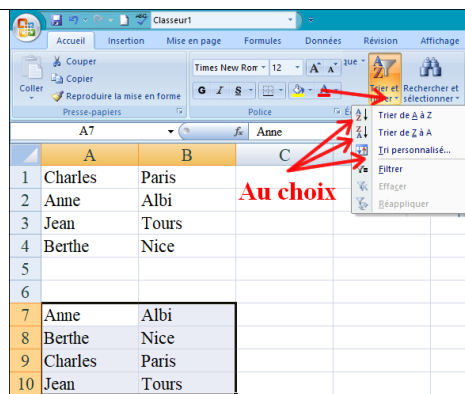 Classeur1
Accueil Insertion Mise en page Formules Données Révision Affichage
Couper
Copier
Coller
Reproduire la mise en forme
Presse-papiers
Times New Rom 12 A A
G I S A
Police
Trier et filtrer
Rechercher et sélectionner
Trier de A à Z
Trier de Z à A
Tri personnalisé...
Filtrer
Effacer
Réappliquer
A7 fx Anne
A B C
1 Charles Paris
2 Anne Albi
3 Jean Tours
4 Berthe Nice
5
6
7 Anne Albi
8 Berthe Nice
9 Charles Paris
10 Jean Tours
Au choix